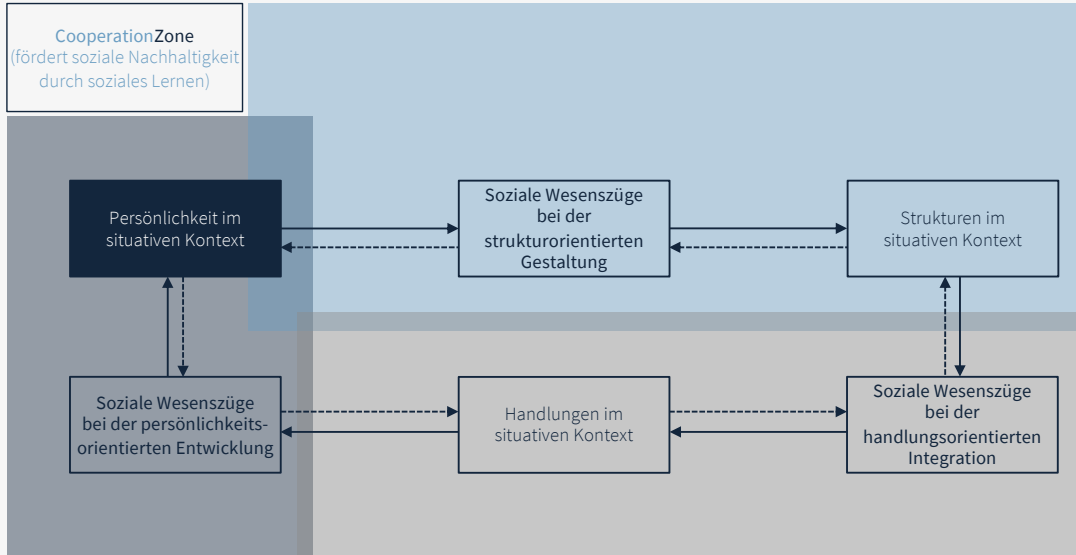 CooperationZone
(fördert soziale Nachhaltigkeit
durch soziales Lernen)
Persönlichkeit im
situativen Kontext
Soziale Wesenszüge
bei der
strukturorientierten
Gestaltung
Strukturen im
situativen Kontext
Soziale Wesenszüge
bei der persönlichkeits-
orientierten Entwicklung
Handlungen im
situativen Kontext
Soziale Wesenszüge
bei der
handlungsorientierten
Integration